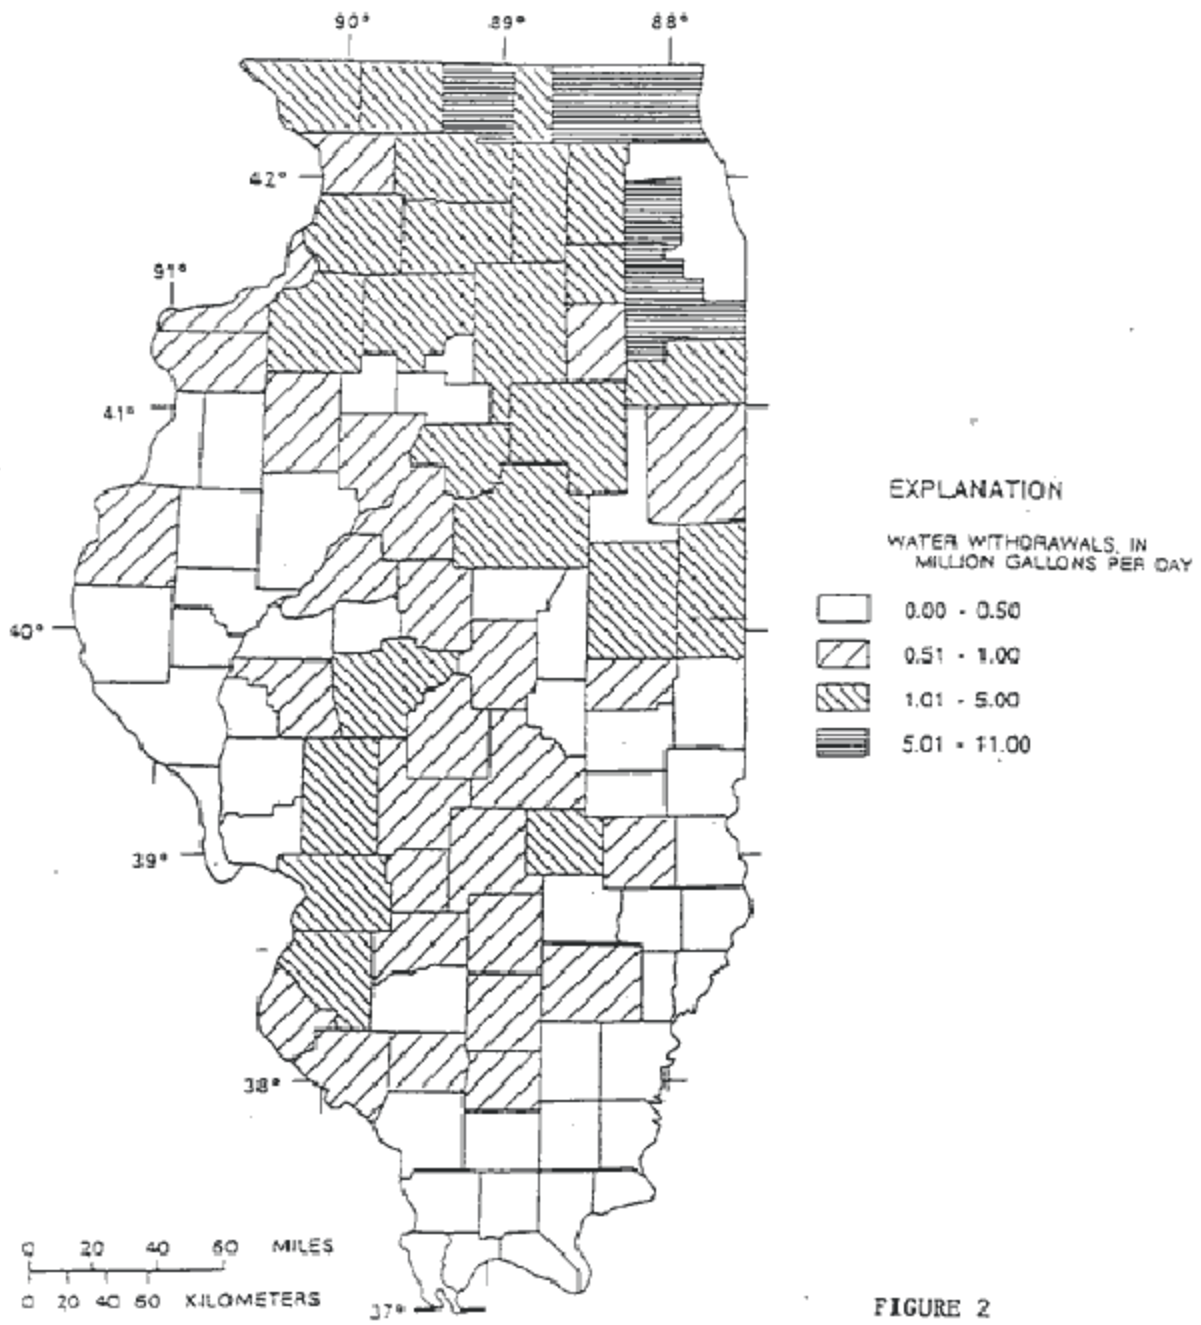 90° 89° 88°
42°
91°
41°
40°
39°
38°
37°
EXPLANATION
WATER WITHDRAWALS, IN
MILLION GALLONS PER DAY
0.00 - 0.50
0.51 - 1.00
1.01 - 5.00
5.01 - 11.00
0 20 40 60 MILES
0 20 40 60 KILOMETERS
FIGURE 2